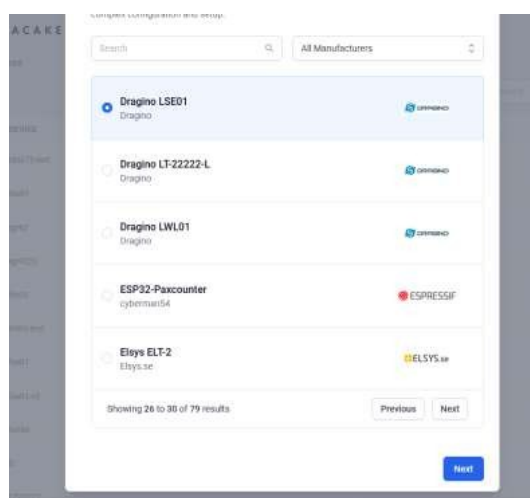 complex configuration and setup.
ACAKE
Search
All Manufacturers
Dragino LSE01
Dragino
DRAGINO
Dragino LT-22222-L
Dragino
DRAGINO
Dragino LWL01
Dragino
DRAGINO
ESP32-Paxcounter
cyberman54
ESPRESSIF
Elsys ELT-2
Elsys.se
ELSYS.se
Showing 26 to 30 of 79 results
Previous
Next
Next